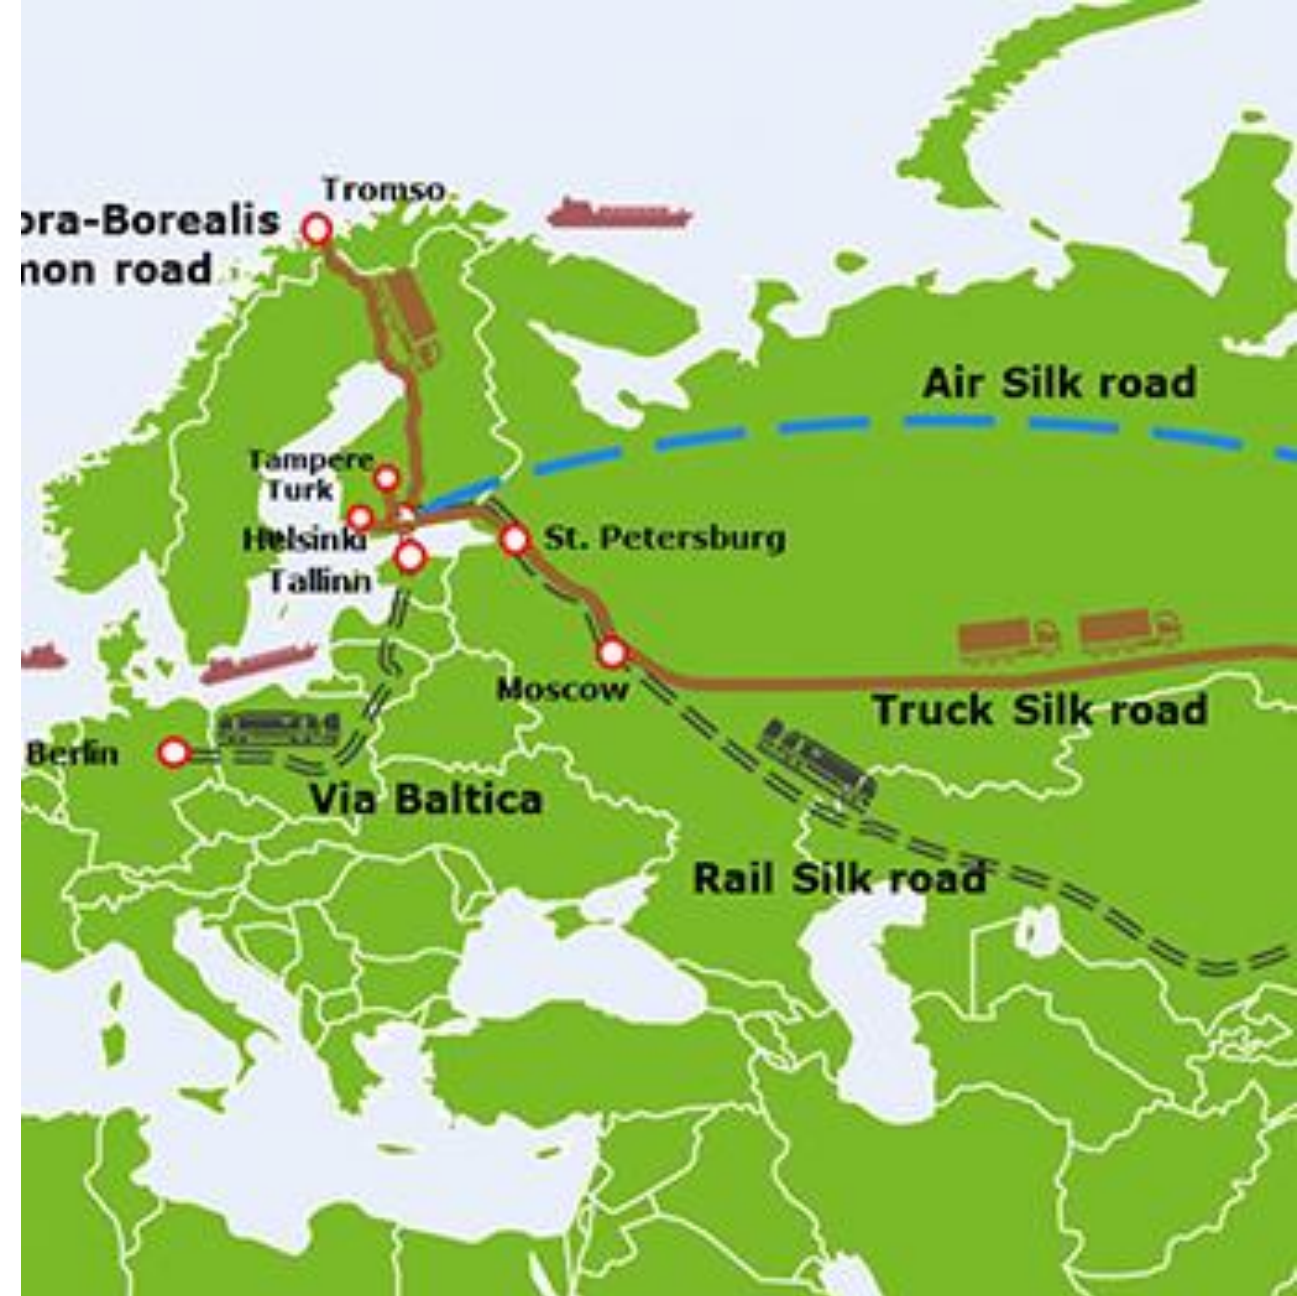 Tromso
ora-Borealis
mon road
Air Silk road
Tampere
Turk
Helsinki
St. Petersburg
Tallinn
Moscow
Truck Silk road
Berlin
Via Baltica
Rail Silk road